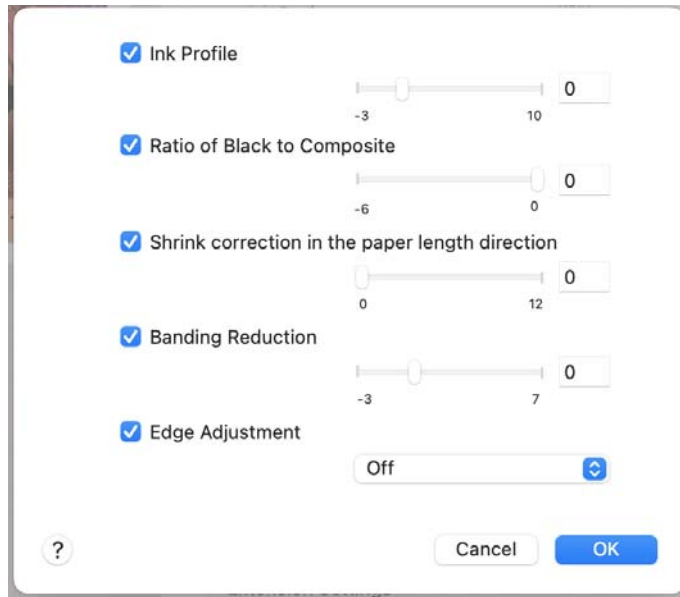 Ink Profile
0
-3 10
Ratio of Black to Composite
0
-6 0
Shrink correction in the paper length direction
0
0 12
Banding Reduction
0
-3 7
Edge Adjustment
Off
? Cancel OK